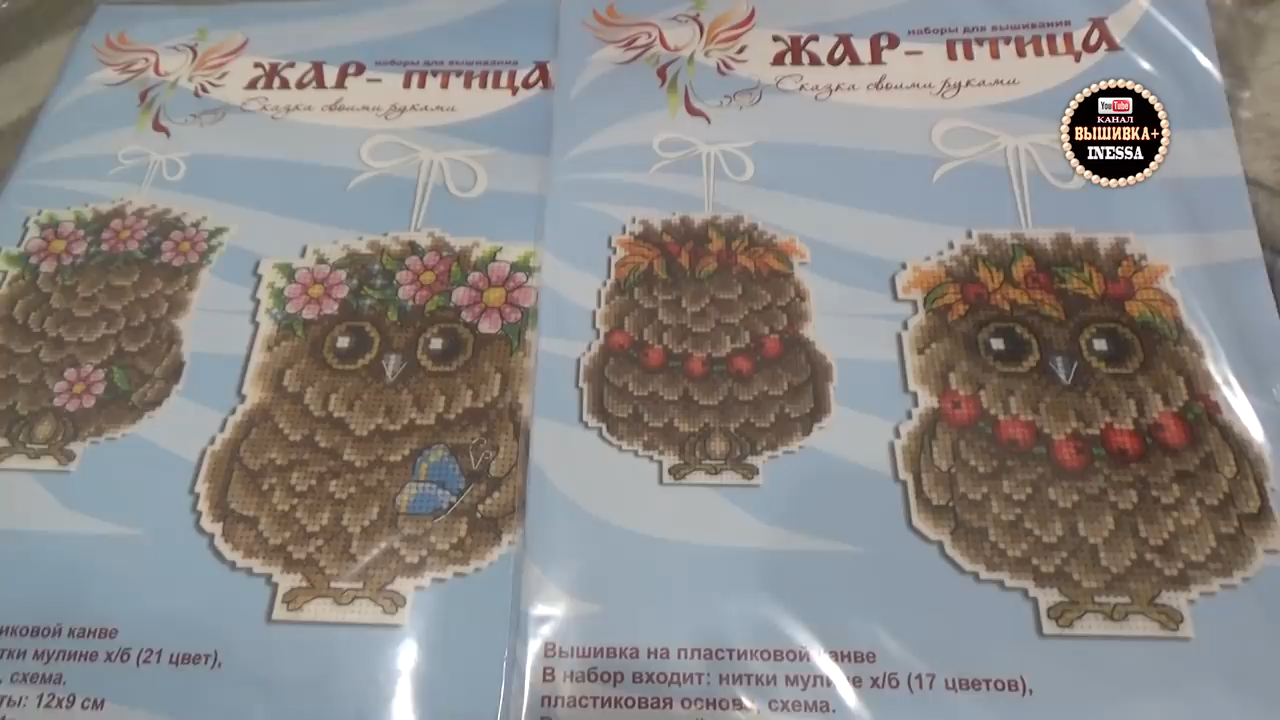 наборы для вышивания
ЖАР-ПТИЦА
Сказка своими руками
наборы для вышивания
ЖАР-ПТИЦА
Сказка своими руками
YouTube
КАНАЛ
ВЫШИВКА+
INESSA
иковой канве
тки мулине х/б (21 цвет),
, схема.
ты: 12х9 см
Вышивка на пластиковой канве
В набор входит: нитки мулине х/б (17 цветов),
пластиковая основа, схема.